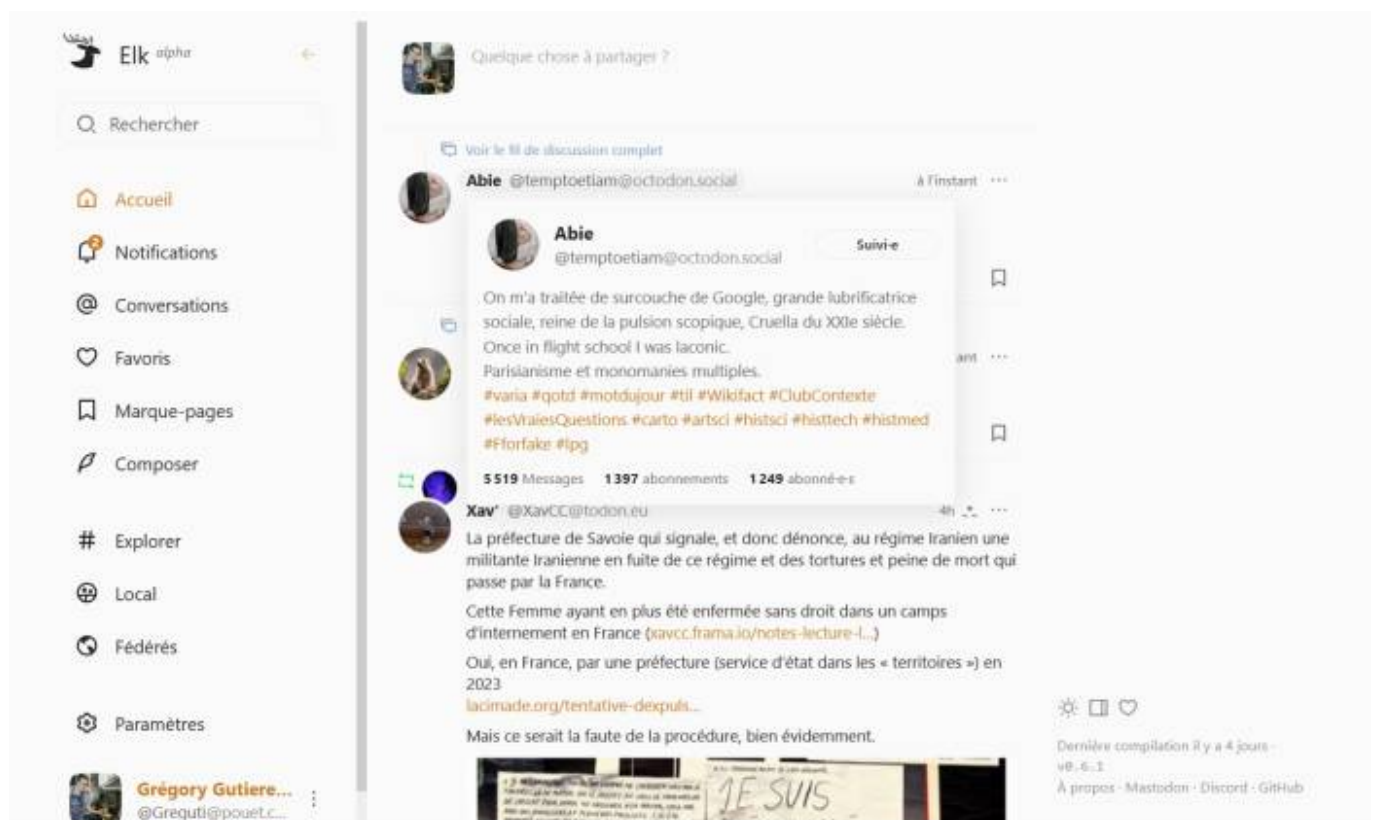 Elk alpha
Rechercher
Accueil
2
Notifications
Conversations
Favoris
Marque-pages
Composer
Explorer
Local
Fédérés
Paramètres
Grégory Gutiere...
@Greguti@pouet.c...
Quelque chose à partager ?
Voir le fil de discussion complet
Abie @temptoetiam@octodon.social à l'instant
Abie
@temptoetiam@octodon.social
Suivi·e
On m'a traitée de surcouche de Google, grande lubrificatrice
sociale, reine de la pulsion scopique, Cruella du XXIe siècle.
Once in flight school I was laconic.
Parisianisme et monomanies multiples.
#varia #qotd #motdujour #til #Wikifact #ClubContexte
#lesVraiesQuestions #carto #artsci #histsci #histtech #histmed
#Fforfake #lpg
5 519 Messages 1 397 abonnements 1 249 abonné·e·s
ant
Xav' @XavCC@todon.eu 4h
La préfecture de Savoie qui signale, et donc dénonce, au régime Iranien une
militante Iranienne en fuite de ce régime et des tortures et peine de mort qui
passe par la France.
Cette Femme ayant en plus été enfermée sans droit dans un camps
d'internement en France (xavcc.frama.io/notes-lecture-l...)
Oui, en France, par une préfecture (service d'état dans les « territoires ») en
2023
lacimade.org/tentative-dexpuls...
Mais ce serait la faute de la procédure, bien évidemment.
JE SUIS
Dernière compilation il y a 4 jours ·
v0.6.1
À propos · Mastodon · Discord · GitHub